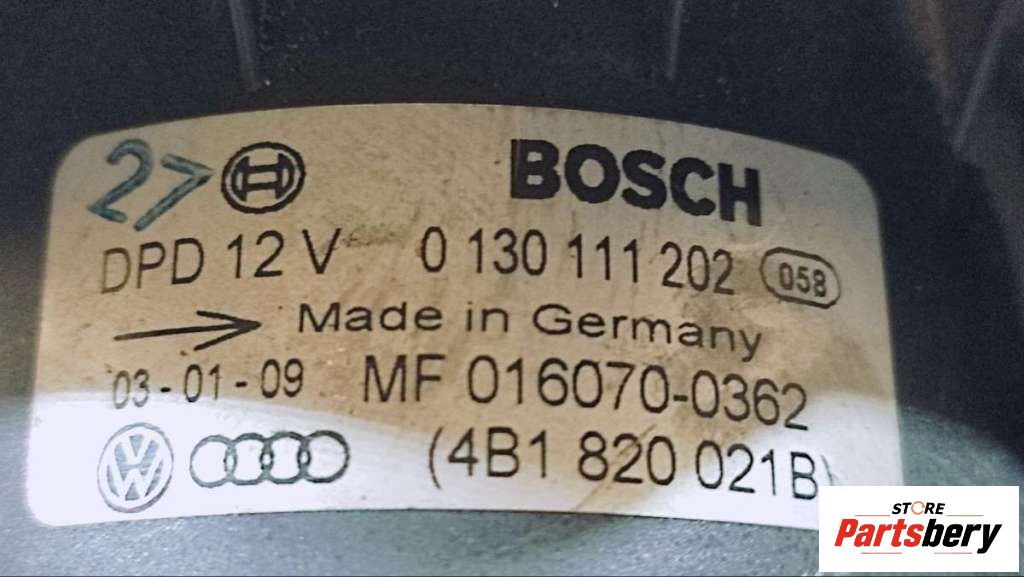 27 BOSCH
DPD 12 V 0 130 111 202 058
Made in Germany
03-01-09 MF 016070-0362
VW (4B1 820 021B)
STORE
Partsbery